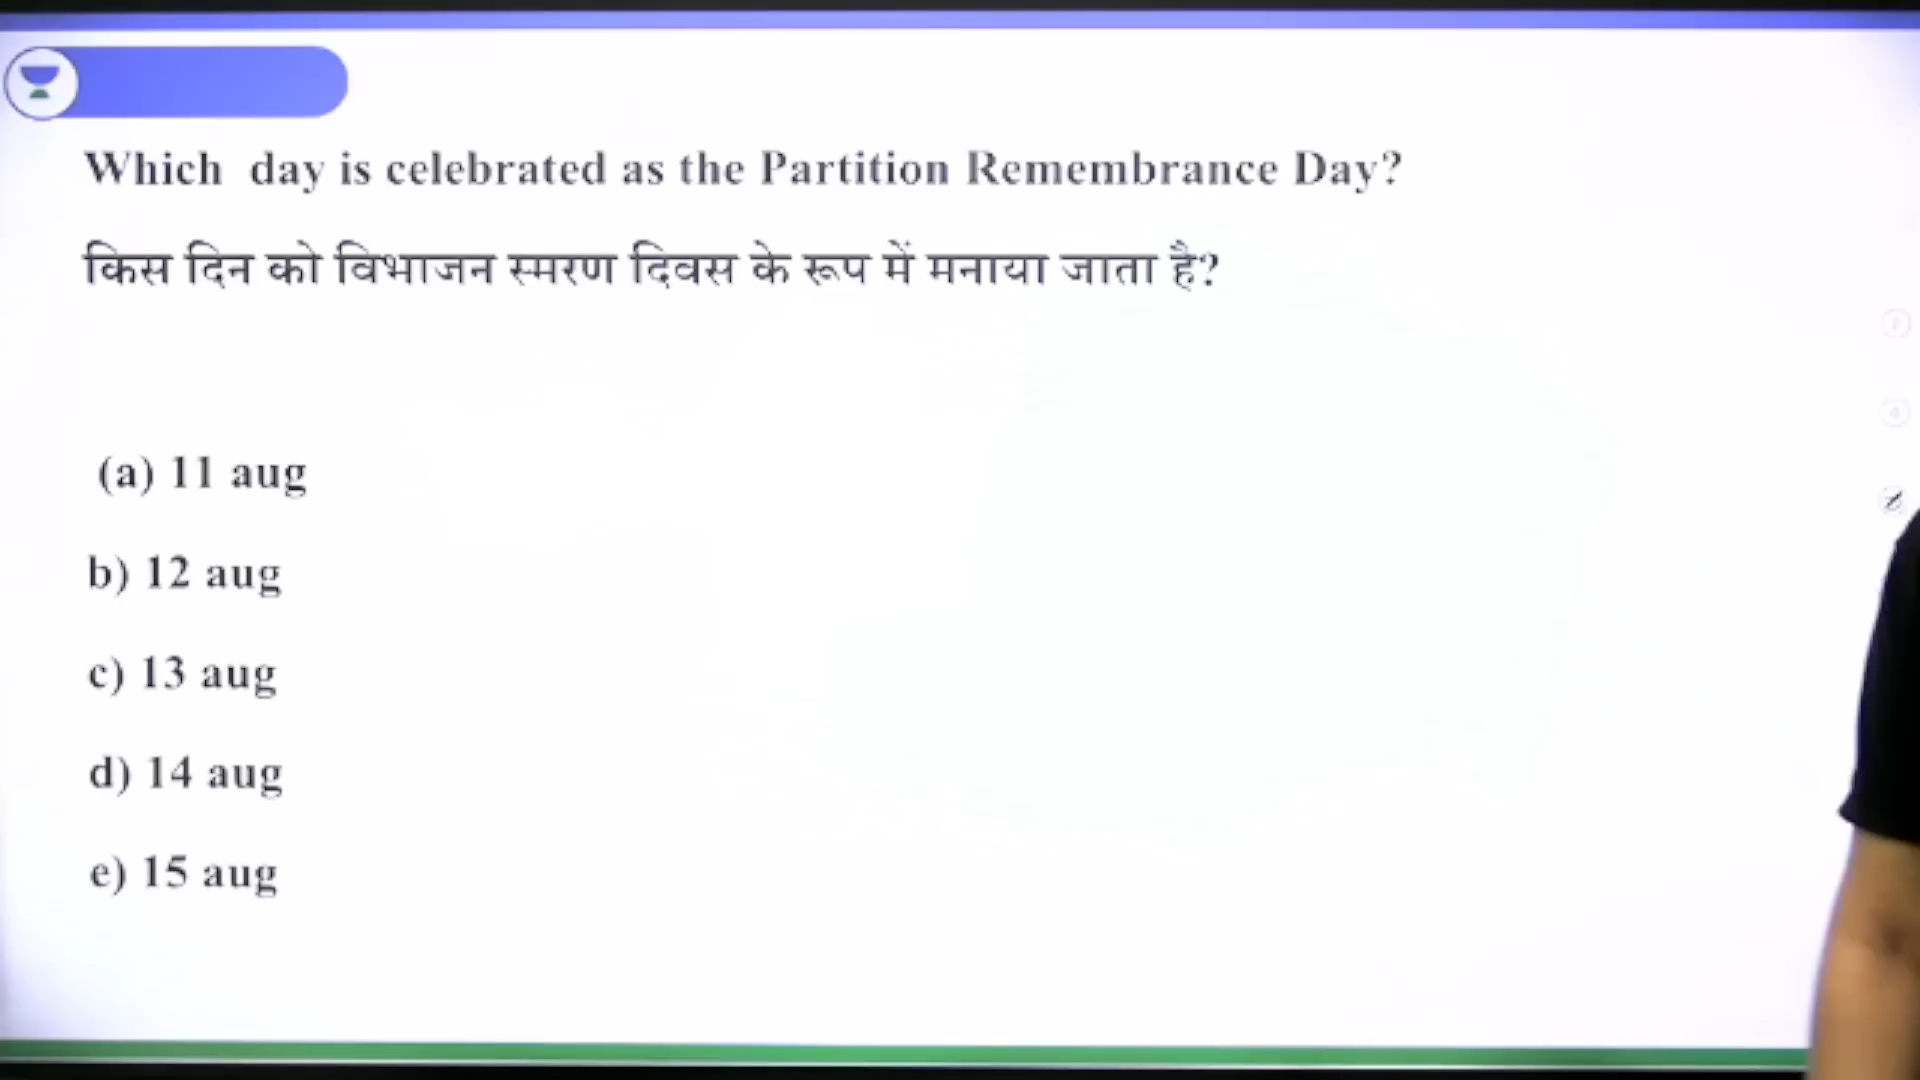 Which day is celebrated as the Partition Remembrance Day?
किस दिन को विभाजन स्मरण दिवस के रूप में मनाया जाता है?
(a) 11 aug
b) 12 aug
c) 13 aug
d) 14 aug
e) 15 aug